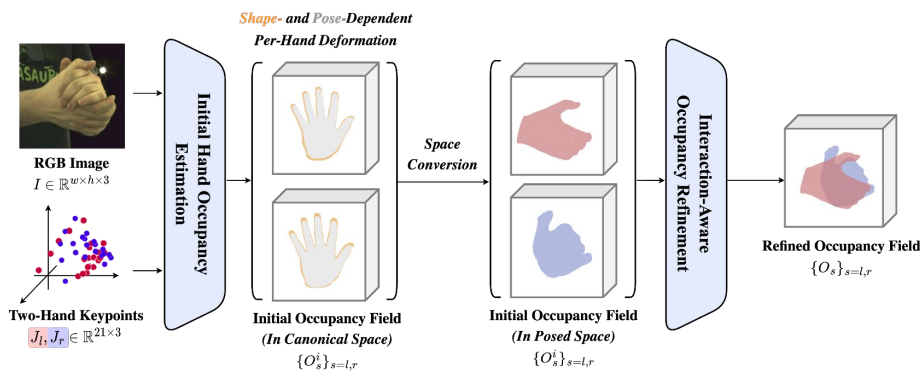 Shape- and Pose-Dependent
Per-Hand Deformation
ASAUR
RGB Image
I ∈ ℝ^{w×h×3}
Two-Hand Keypoints
J_l, J_r ∈ ℝ^{21×3}
Initial Hand Occupancy
Estimation
Initial Occupancy Field
(In Canonical Space)
{O_s^i}_{s=l,r}
Space
Conversion
Initial Occupancy Field
(In Posed Space)
{O_s^i}_{s=l,r}
Interaction-Aware
Occupancy Refinement
Refined Occupancy Field
{O_s}_{s=l,r}